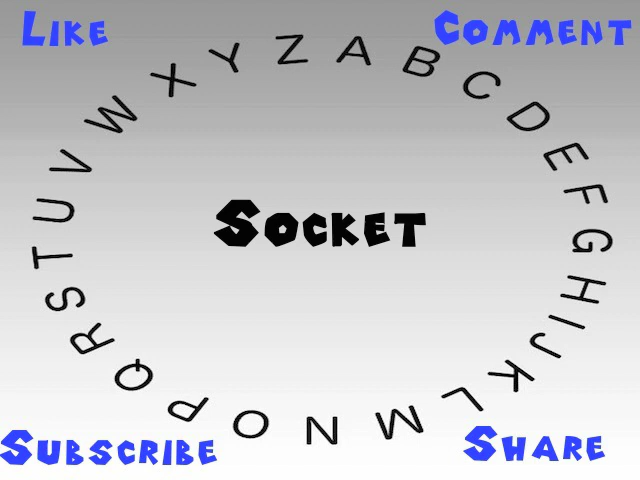 Like
Comment
A B C D E F G H I J K L M N O P Q R S T U V W X Y Z
Socket
Subscribe
Share